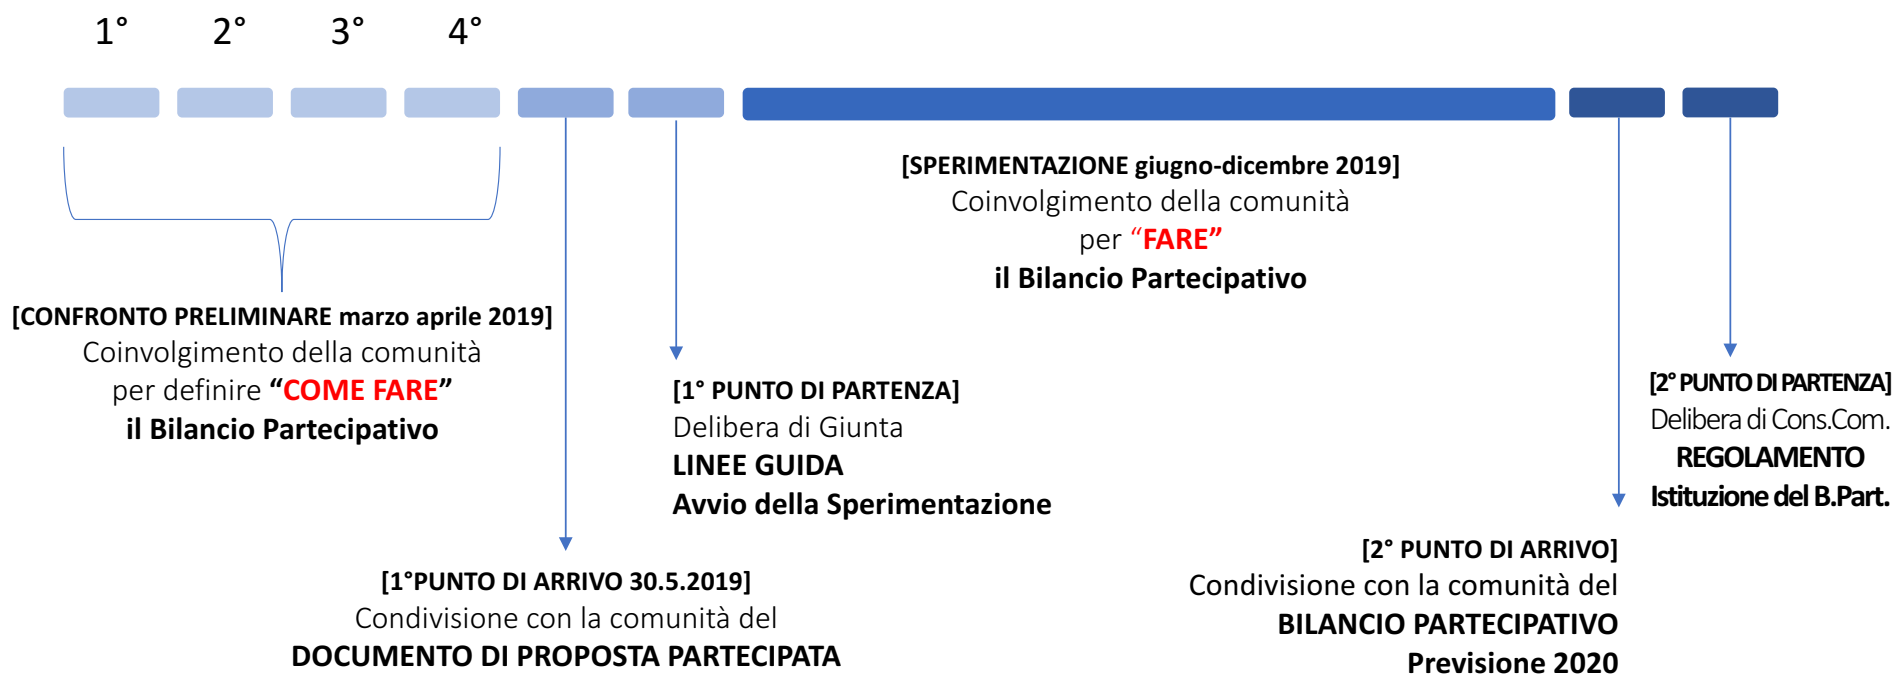 1° 2° 3° 4°
[CONFRONTO PRELIMINARE marzo aprile 2019]
Coinvolgimento della comunità
per definire “COME FARE”
il Bilancio Partecipativo
[1°PUNTO DI ARRIVO 30.5.2019]
Condivisione con la comunità del
DOCUMENTO DI PROPOSTA PARTECIPATA
[1° PUNTO DI PARTENZA]
Delibera di Giunta
LINEE GUIDA
Avvio della Sperimentazione
[SPERIMENTAZIONE giugno-dicembre 2019]
Coinvolgimento della comunità
per “FARE”
il Bilancio Partecipativo
[2° PUNTO DI ARRIVO]
Condivisione con la comunità del
BILANCIO PARTECIPATIVO
Previsione 2020
[2° PUNTO DI PARTENZA]
Delibera di Cons.Com.
REGOLAMENTO
Istituzione del B.Part.